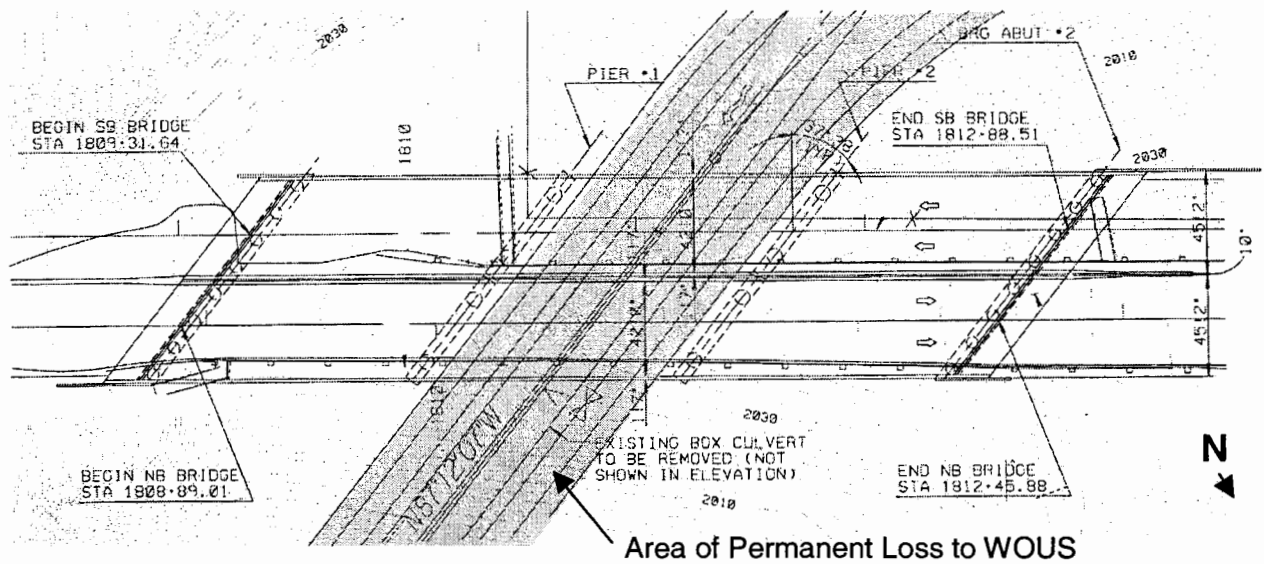 2030
BRG ABUT •2
2010
PIER •1
PIER •2
BEGIN SB BRIDGE
STA 1809+31.64
1810
END SB BRIDGE
STA 1812+88.51
2030
45'2"
10"
45'2"
42'0"
1810
2030
EXISTING BOX CULVERT
TO BE REMOVED (NOT
SHOWN IN ELEVATION)
2010
BEGIN NB BRIDGE
STA 1808+89.01
END NB BRIDGE
STA 1812+45.88
N
Area of Permanent Loss to WOUS